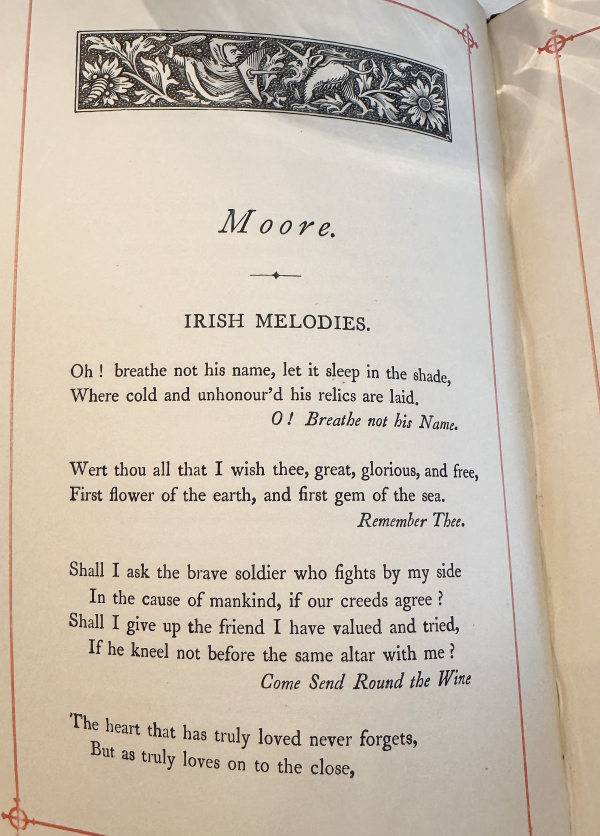 Moore.
IRISH MELODIES.
Oh ! breathe not his name, let it sleep in the shade,
Where cold and unhonour'd his relics are laid.
O ! Breathe not his Name.
Wert thou all that I wish thee, great, glorious, and free,
First flower of the earth, and first gem of the sea.
Remember Thee.
Shall I ask the brave soldier who fights by my side
In the cause of mankind, if our creeds agree ?
Shall I give up the friend I have valued and tried,
If he kneel not before the same altar with me ?
Come Send Round the Wine
The heart that has truly loved never forgets,
But as truly loves on to the close,